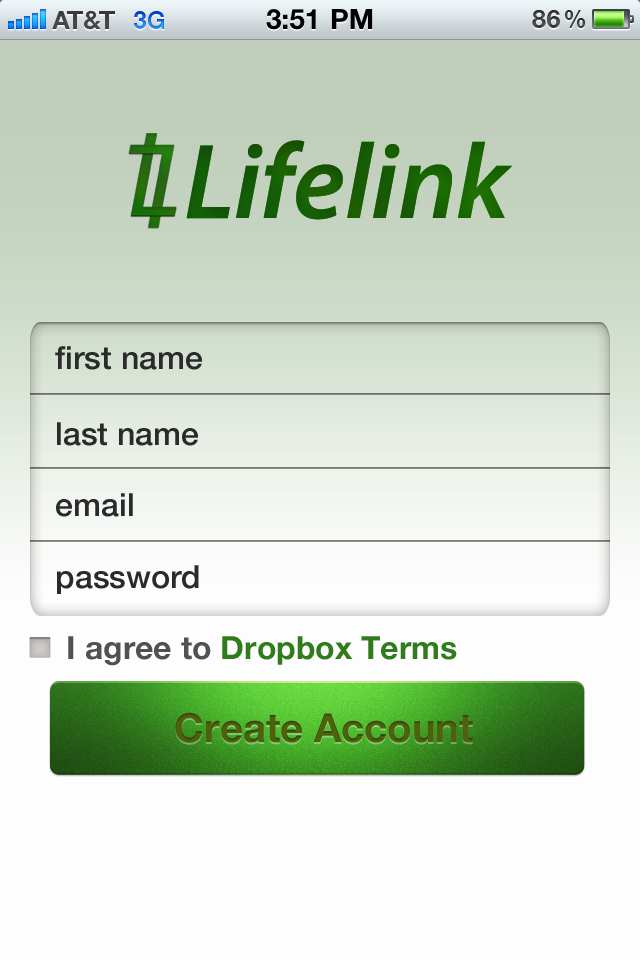 AT&T 3G 3:51 PM 86%
Lifelink
first name
last name
email
password
I agree to Dropbox Terms
Create Account